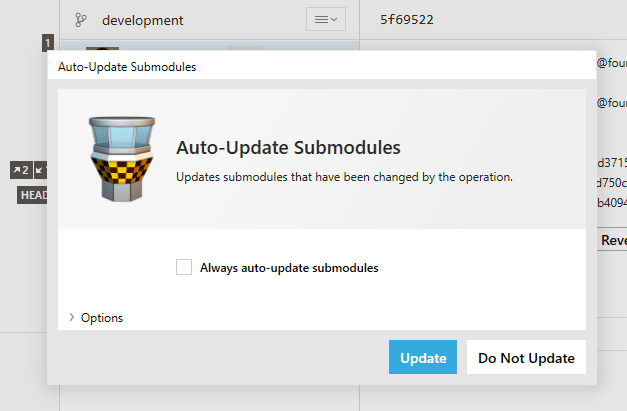 development
5f69522
1
Auto-Update Submodules
@four
Auto-Update Submodules
Updates submodules that have been changed by the operation.
2
HEAD
d3715
d750c
b4094
Reve
Always auto-update submodules
Options
Update
Do Not Update